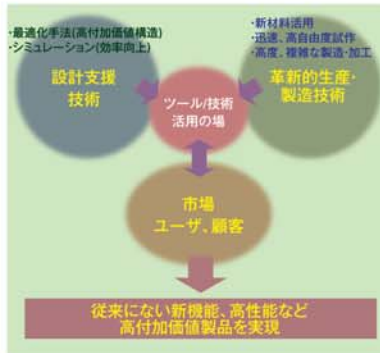 ・最適化手法(高付加価値構造)
・シミュレーション(効率向上)
・新材料活用
・迅速、高自由度試作
・高度、複雑な製造・加工
設計支援
技術
ツール/技術
活用の場
革新的生産・
製造技術
市場
ユーザ、顧客
従来にない新機能、高性能など
高付加価値製品を実現